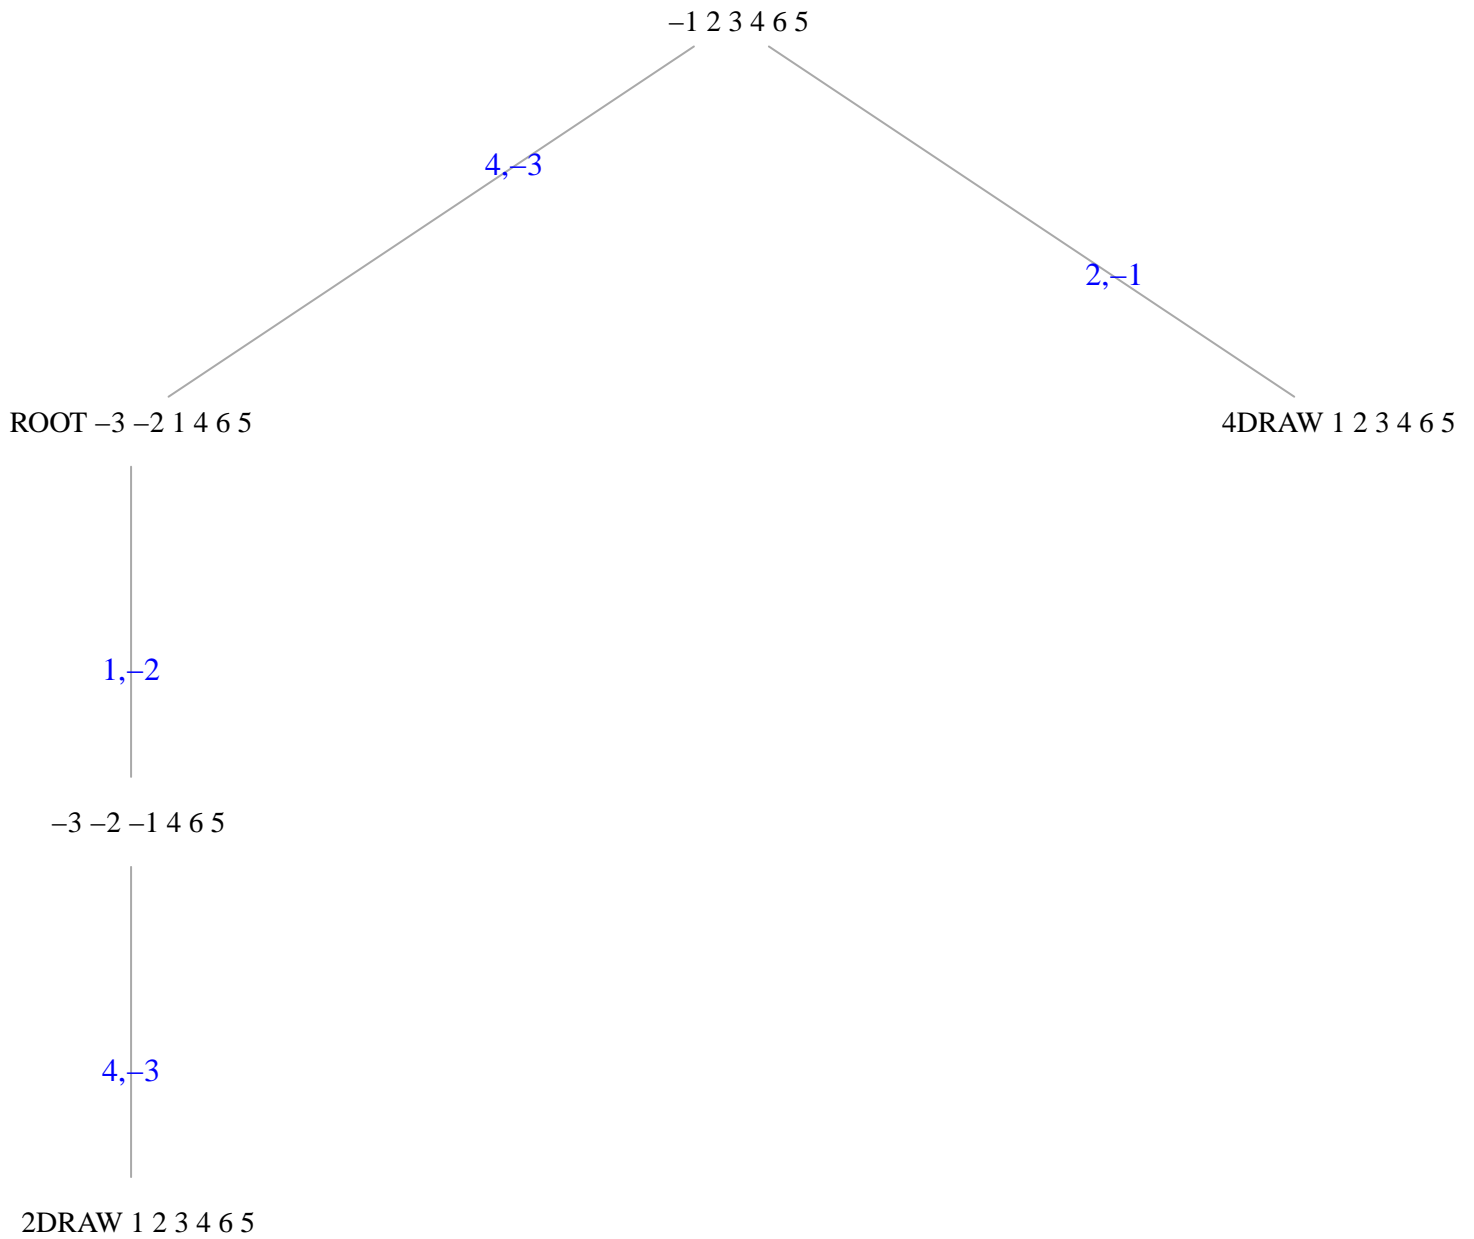 –1 2 3 4 6 5
4,–3
2,–1
ROOT –3 –2 1 4 6 5
4DRAW 1 2 3 4 6 5
1,–2
–3 –2 –1 4 6 5
4,–3
2DRAW 1 2 3 4 6 5